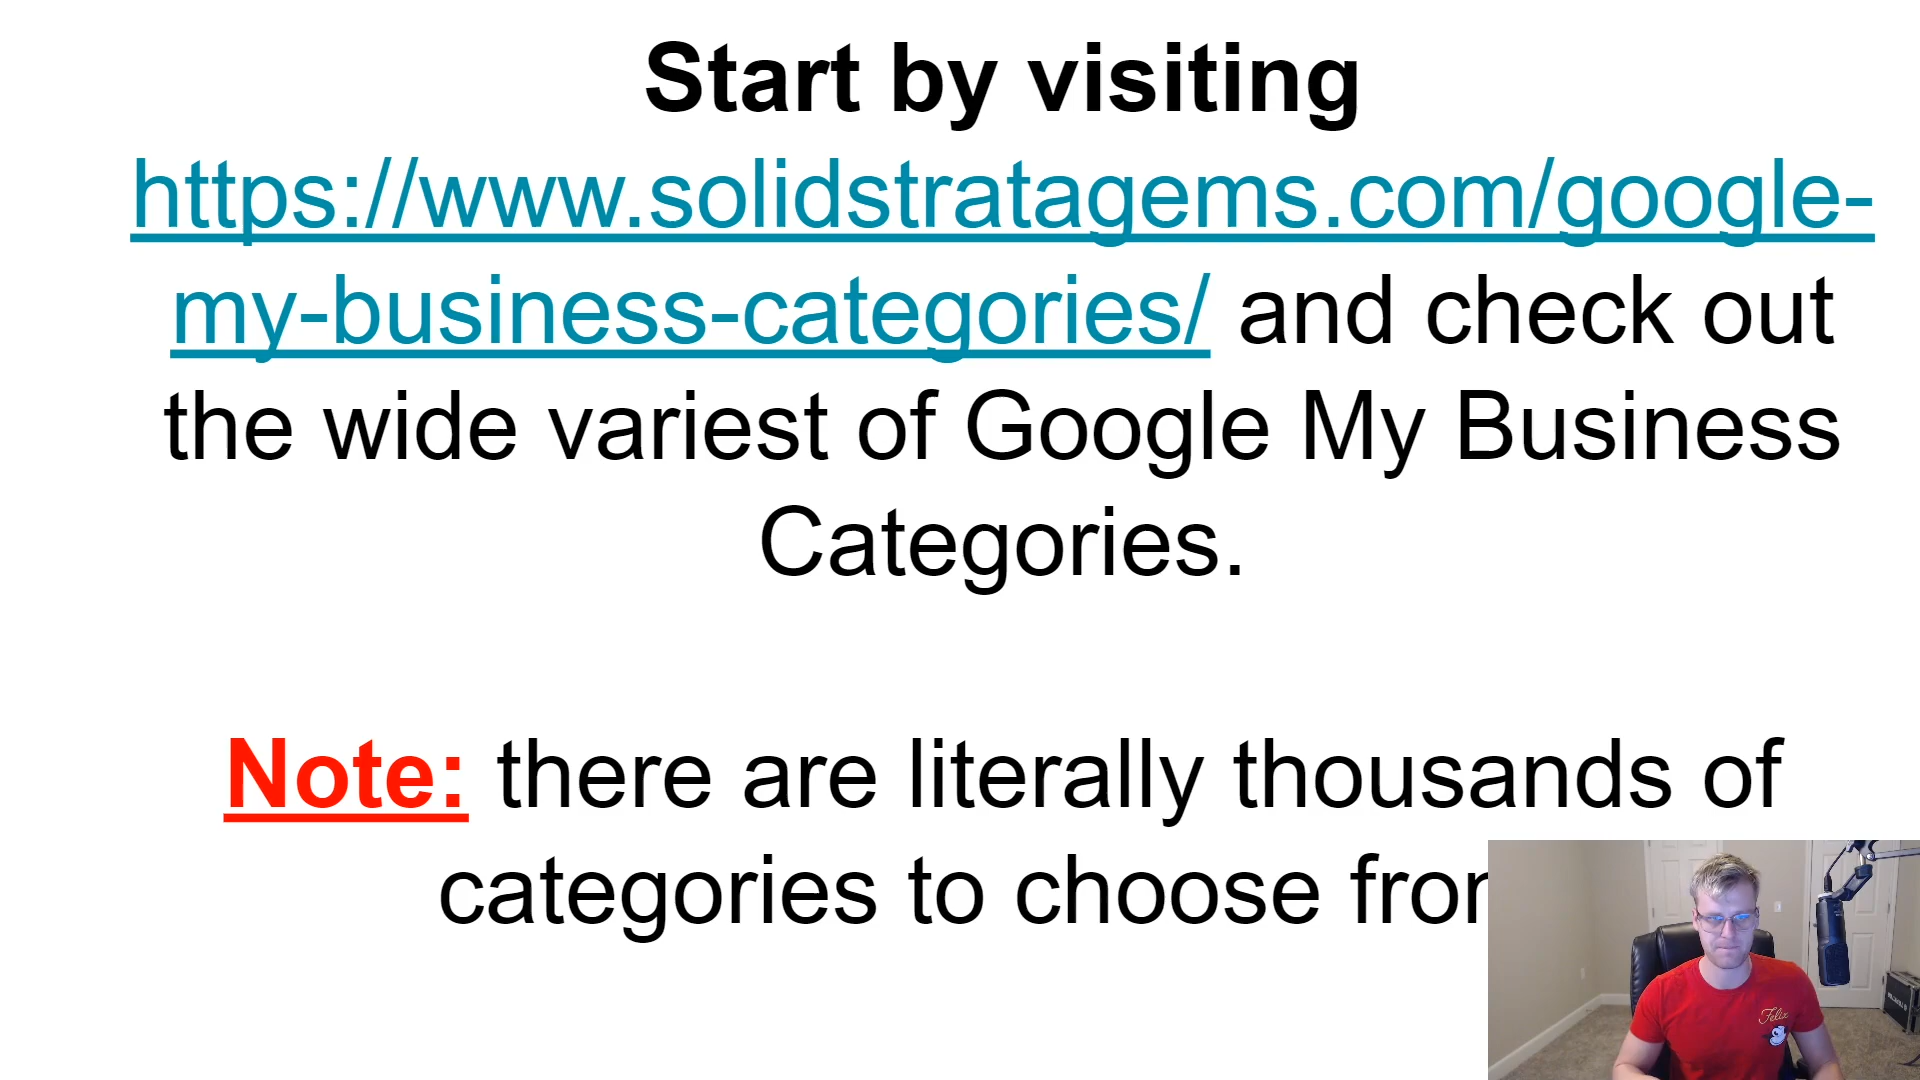 Start by visiting
https://www.solidstratagems.com/google-
my-business-categories/ and check out
the wide variest of Google My Business
Categories.
Note: there are literally thousands of
categories to choose
Felix